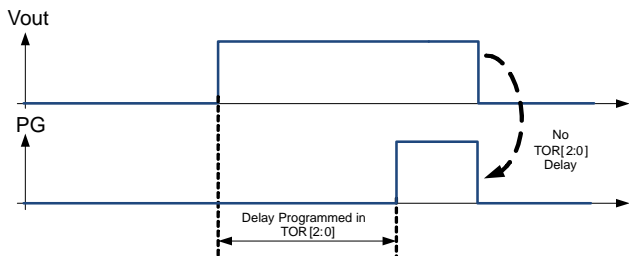 Vout
PG
No
TOR[2:0]
Delay
Delay Programmed in
TOR[2:0]